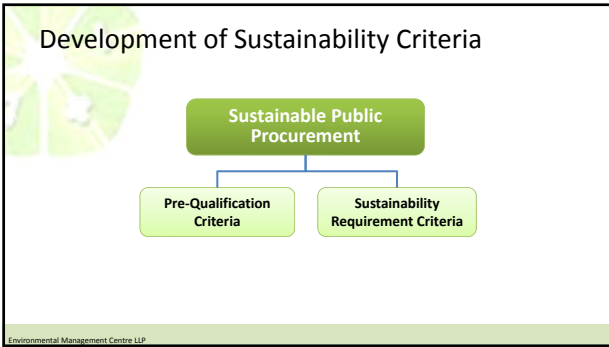 Development of Sustainability Criteria
Sustainable Public
Procurement
Pre-Qualification
Criteria
Sustainability
Requirement Criteria
Environmental Management Centre LLP